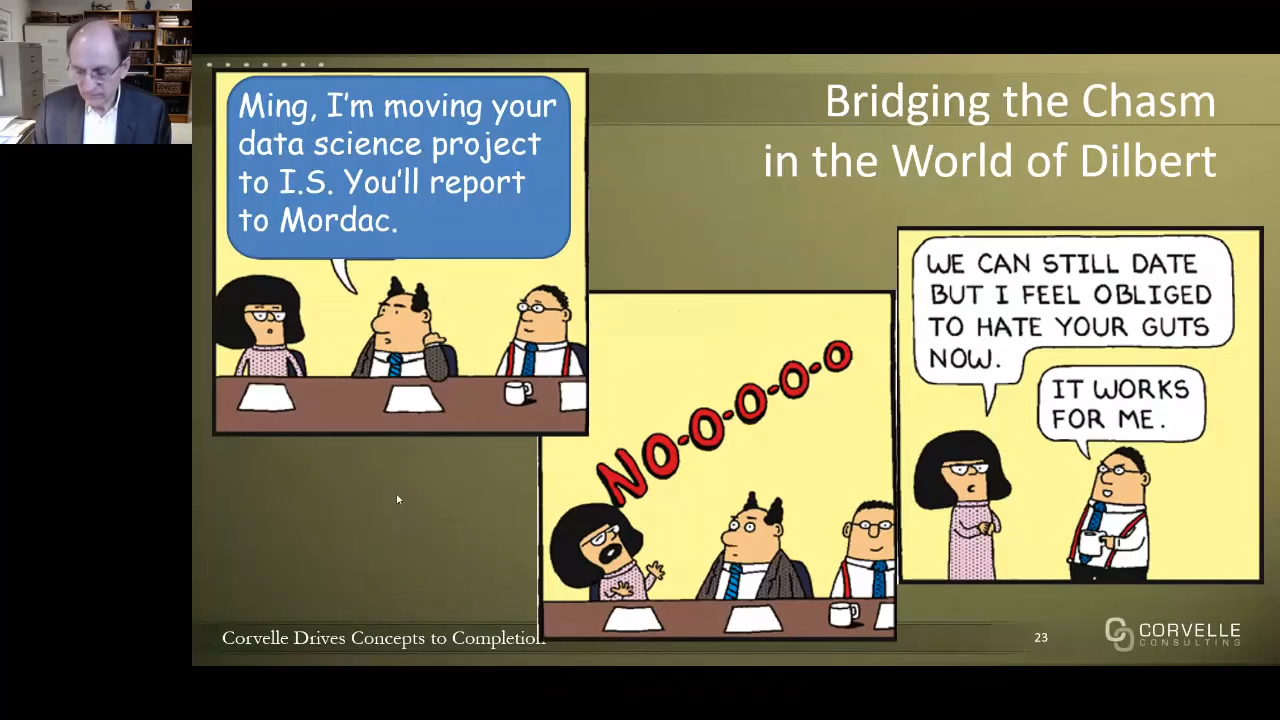 Bridging the Chasm
in the World of Dilbert
Ming, I'm moving your
data science project
to I.S. You'll report
to Mordac.
NO-O-O-O-O
WE CAN STILL DATE
BUT I FEEL OBLIGED
TO HATE YOUR GUTS
NOW.
IT WORKS
FOR ME.
Corvelle Drives Concepts to Completion
23
CORVELLE
CONSULTING